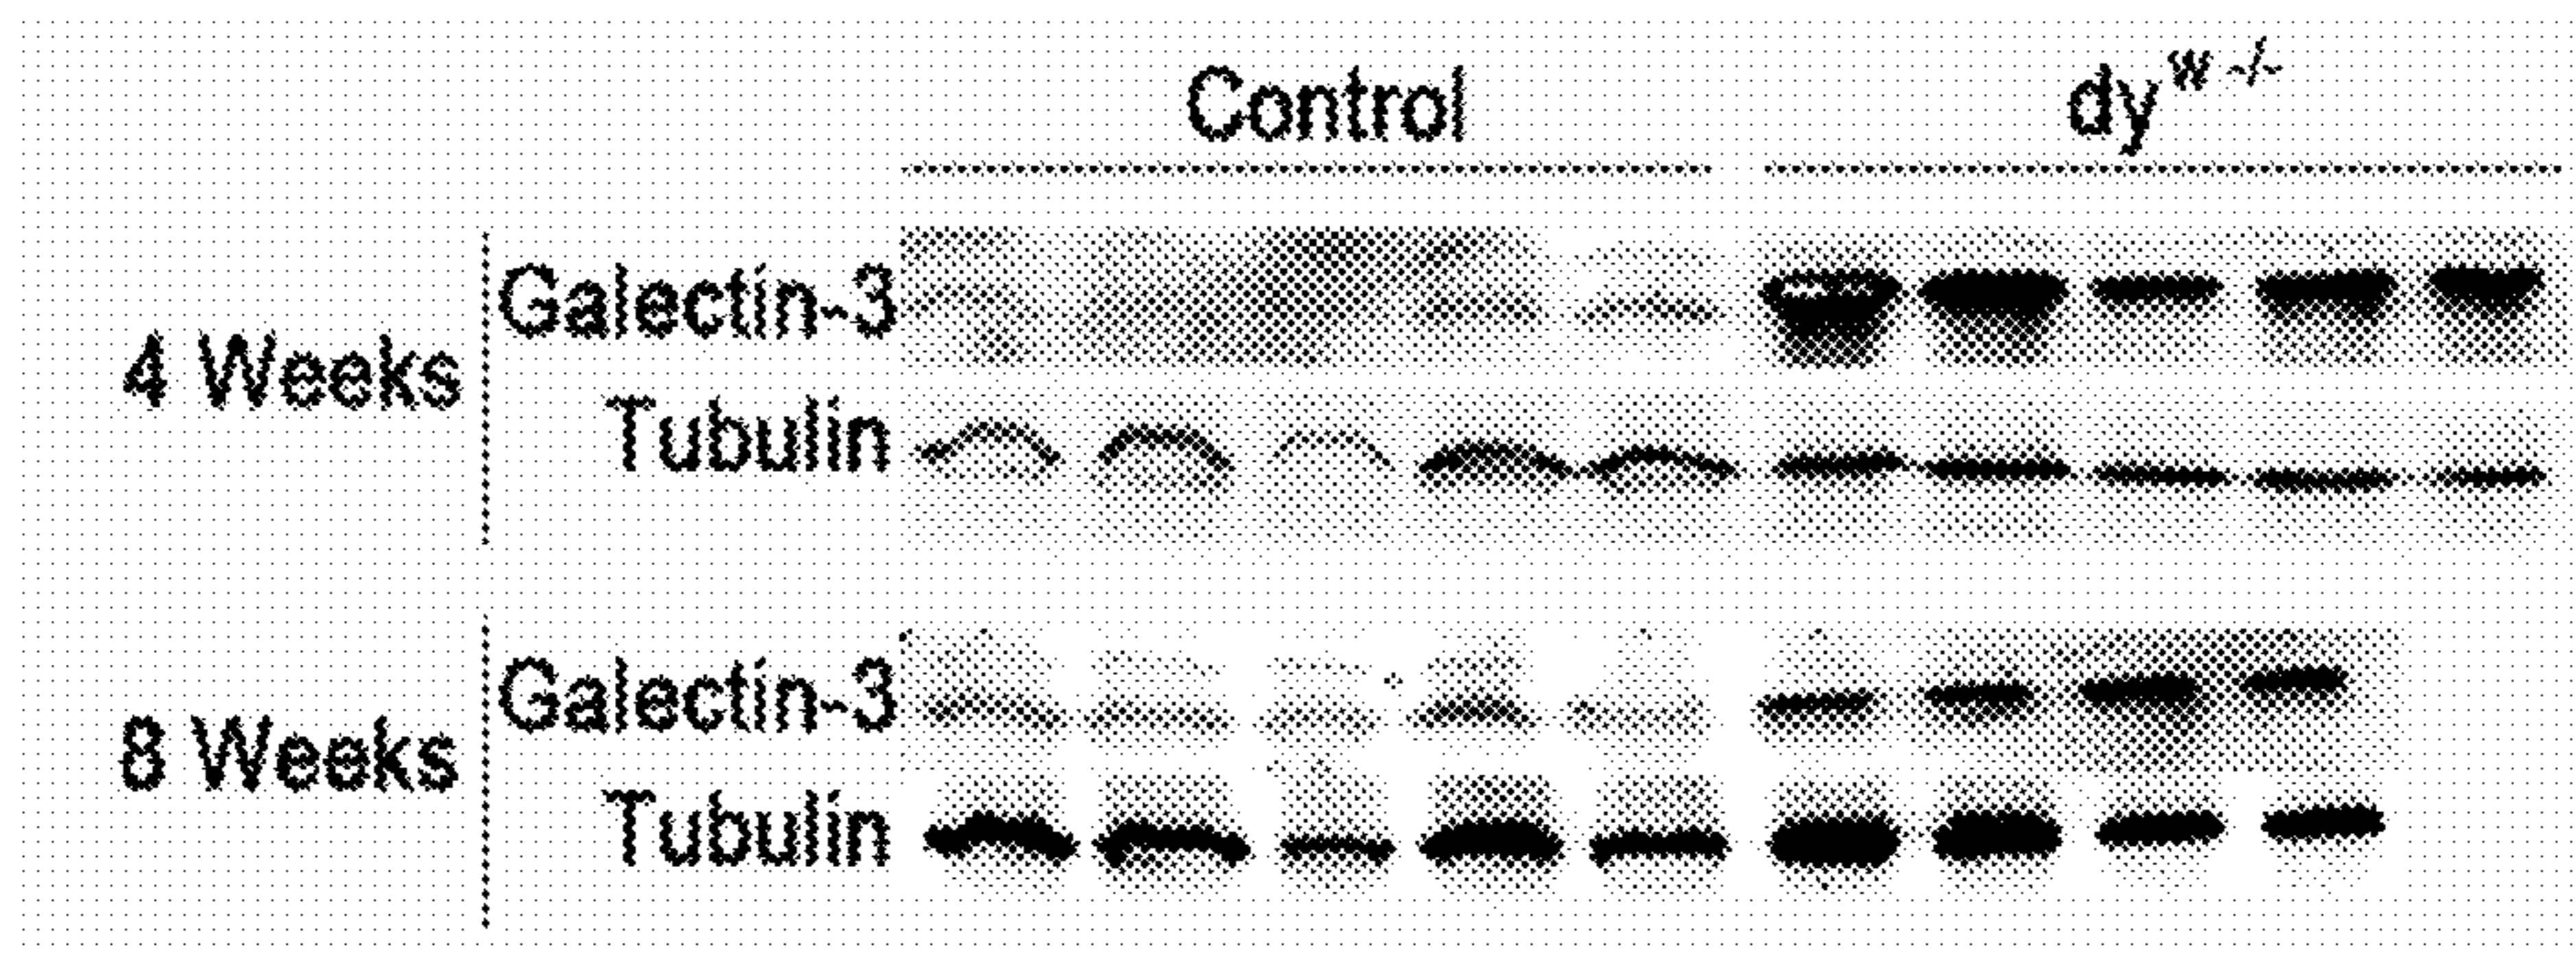 Control dy^w -/-
4 Weeks
Galectin-3
Tubulin
8 Weeks
Galectin-3
Tubulin